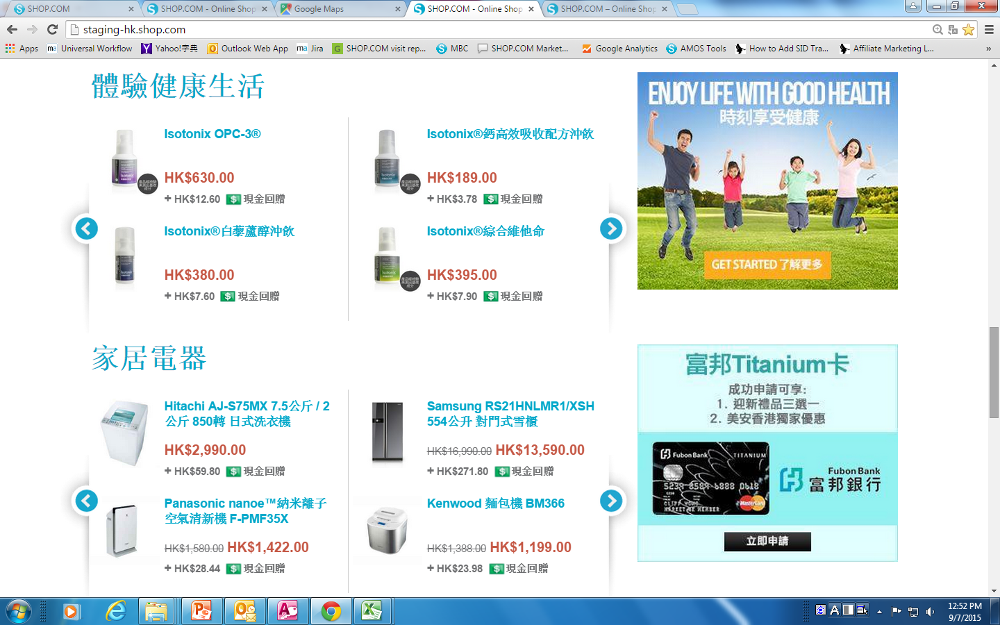 SHOP.COM
SHOP.COM - Online Shop
Google Maps
SHOP.COM - Online Shop
SHOP.COM – Online Shop
staging-hk.shop.com
Apps
Universal Workflow
Yahoo!字典
Outlook Web App
Jira
SHOP.COM visit rep...
MBC
SHOP.COM Market...
Google Analytics
AMOS Tools
How to Add SID Tra...
Affiliate Marketing L...
»
體驗健康生活
Isotonix OPC-3®
HK$630.00
+ HK$12.60 $ 現金回贈
Isotonix®鈣高效吸收配方沖飲
HK$189.00
+ HK$3.78 $ 現金回贈
Isotonix®白藜蘆醇沖飲
HK$380.00
+ HK$7.60 $ 現金回贈
Isotonix®綜合維他命
HK$395.00
+ HK$7.90 $ 現金回贈
ENJOY LIFE WITH GOOD HEALTH
時刻享受健康
GET STARTED 了解更多
家居電器
Hitachi AJ-S75MX 7.5公斤 / 2
公斤 850轉 日式洗衣機
HK$2,990.00
+ HK$59.80 $ 現金回贈
Samsung RS21HNLMR1/XSH
554公升 對門式雪櫃
HK$16,990.00 HK$13,590.00
+ HK$271.80 $ 現金回贈
Panasonic nanoe™納米離子
空氣清新機 F-PMF35X
HK$1,580.00 HK$1,422.00
+ HK$28.44 $ 現金回贈
Kenwood 麵包機 BM366
HK$1,388.00 HK$1,199.00
+ HK$23.98 $ 現金回贈
富邦Titanium卡
成功申請可享:
1. 迎新禮品三選一
2. 美安香港獨家優惠
Fubon Bank TITANIUM
5239 8589 6888 0618
MARKET ME MEMBER
MasterCard
Fubon Bank
富邦銀行
立即申請
12:52 PM
9/7/2015